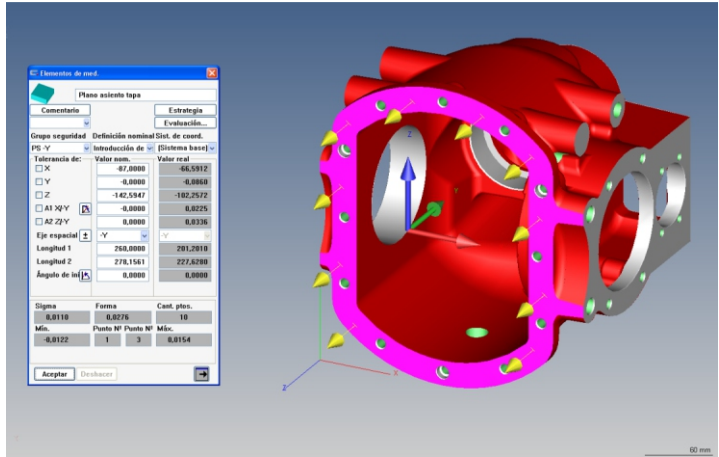 Elementos de med.
Plano asiento tapa
Comentario Estrategia
Evaluación...
Grupo seguridad Definición nominal Sist. de coord.
PS -Y Introducción de (Sistema base)
Tolerancia de: Valor nom. Valor real
X -87,0000 -66,5912
Y -0,0000 -0,0860
Z -142,5947 -102,2572
A1 X/-Y 0,0000 0,0225
A2 Z/-Y 0,0000 0,0336
Eje espacial ± -Y -Y
Longitud 1 260,0000 201,2010
Longitud 2 278,1561 227,6280
Ángulo de ini 0,0000 0,0000
Sigma Forma Cant. ptos.
0,0110 0,0276 10
Mín. Punto Nº Punto Nº Máx.
-0,0122 1 3 0,0154
Aceptar Deshacer
Z
X
Z
60 mm